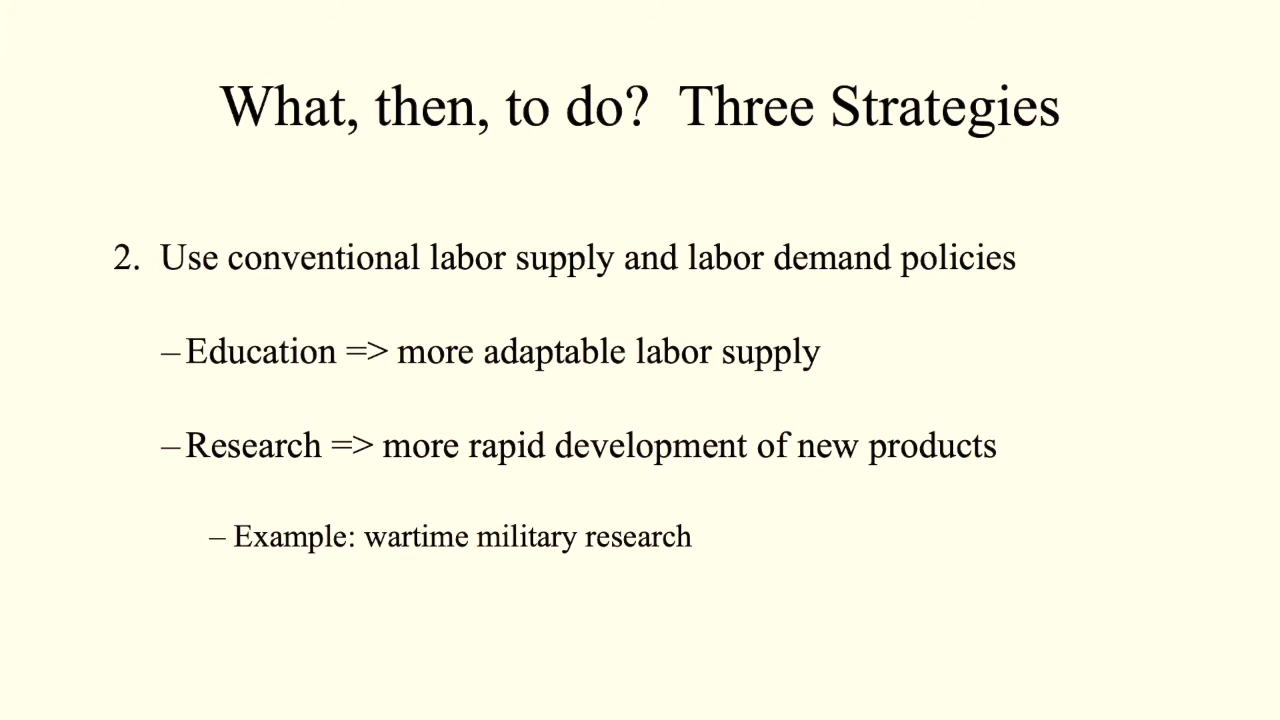 What, then, to do?  Three Strategies
2.  Use conventional labor supply and labor demand policies
– Education => more adaptable labor supply
– Research => more rapid development of new products
– Example: wartime military research